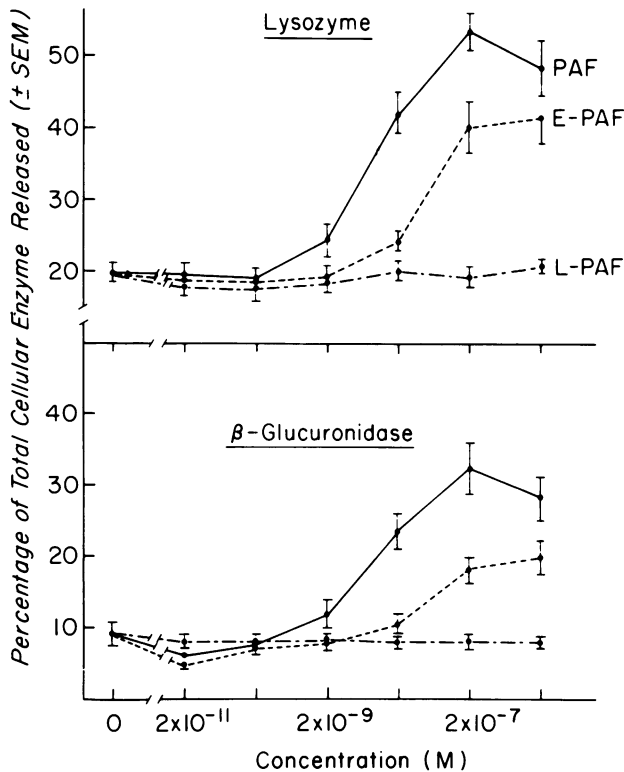 Percentage of Total Cellular Enzyme Released (± SEM)
Lysozyme
50
40
30
20
PAF
E-PAF
L-PAF
β-Glucuronidase
40
30
20
10
0
2x10⁻¹¹
2x10⁻⁹
2x10⁻⁷
Concentration (M)